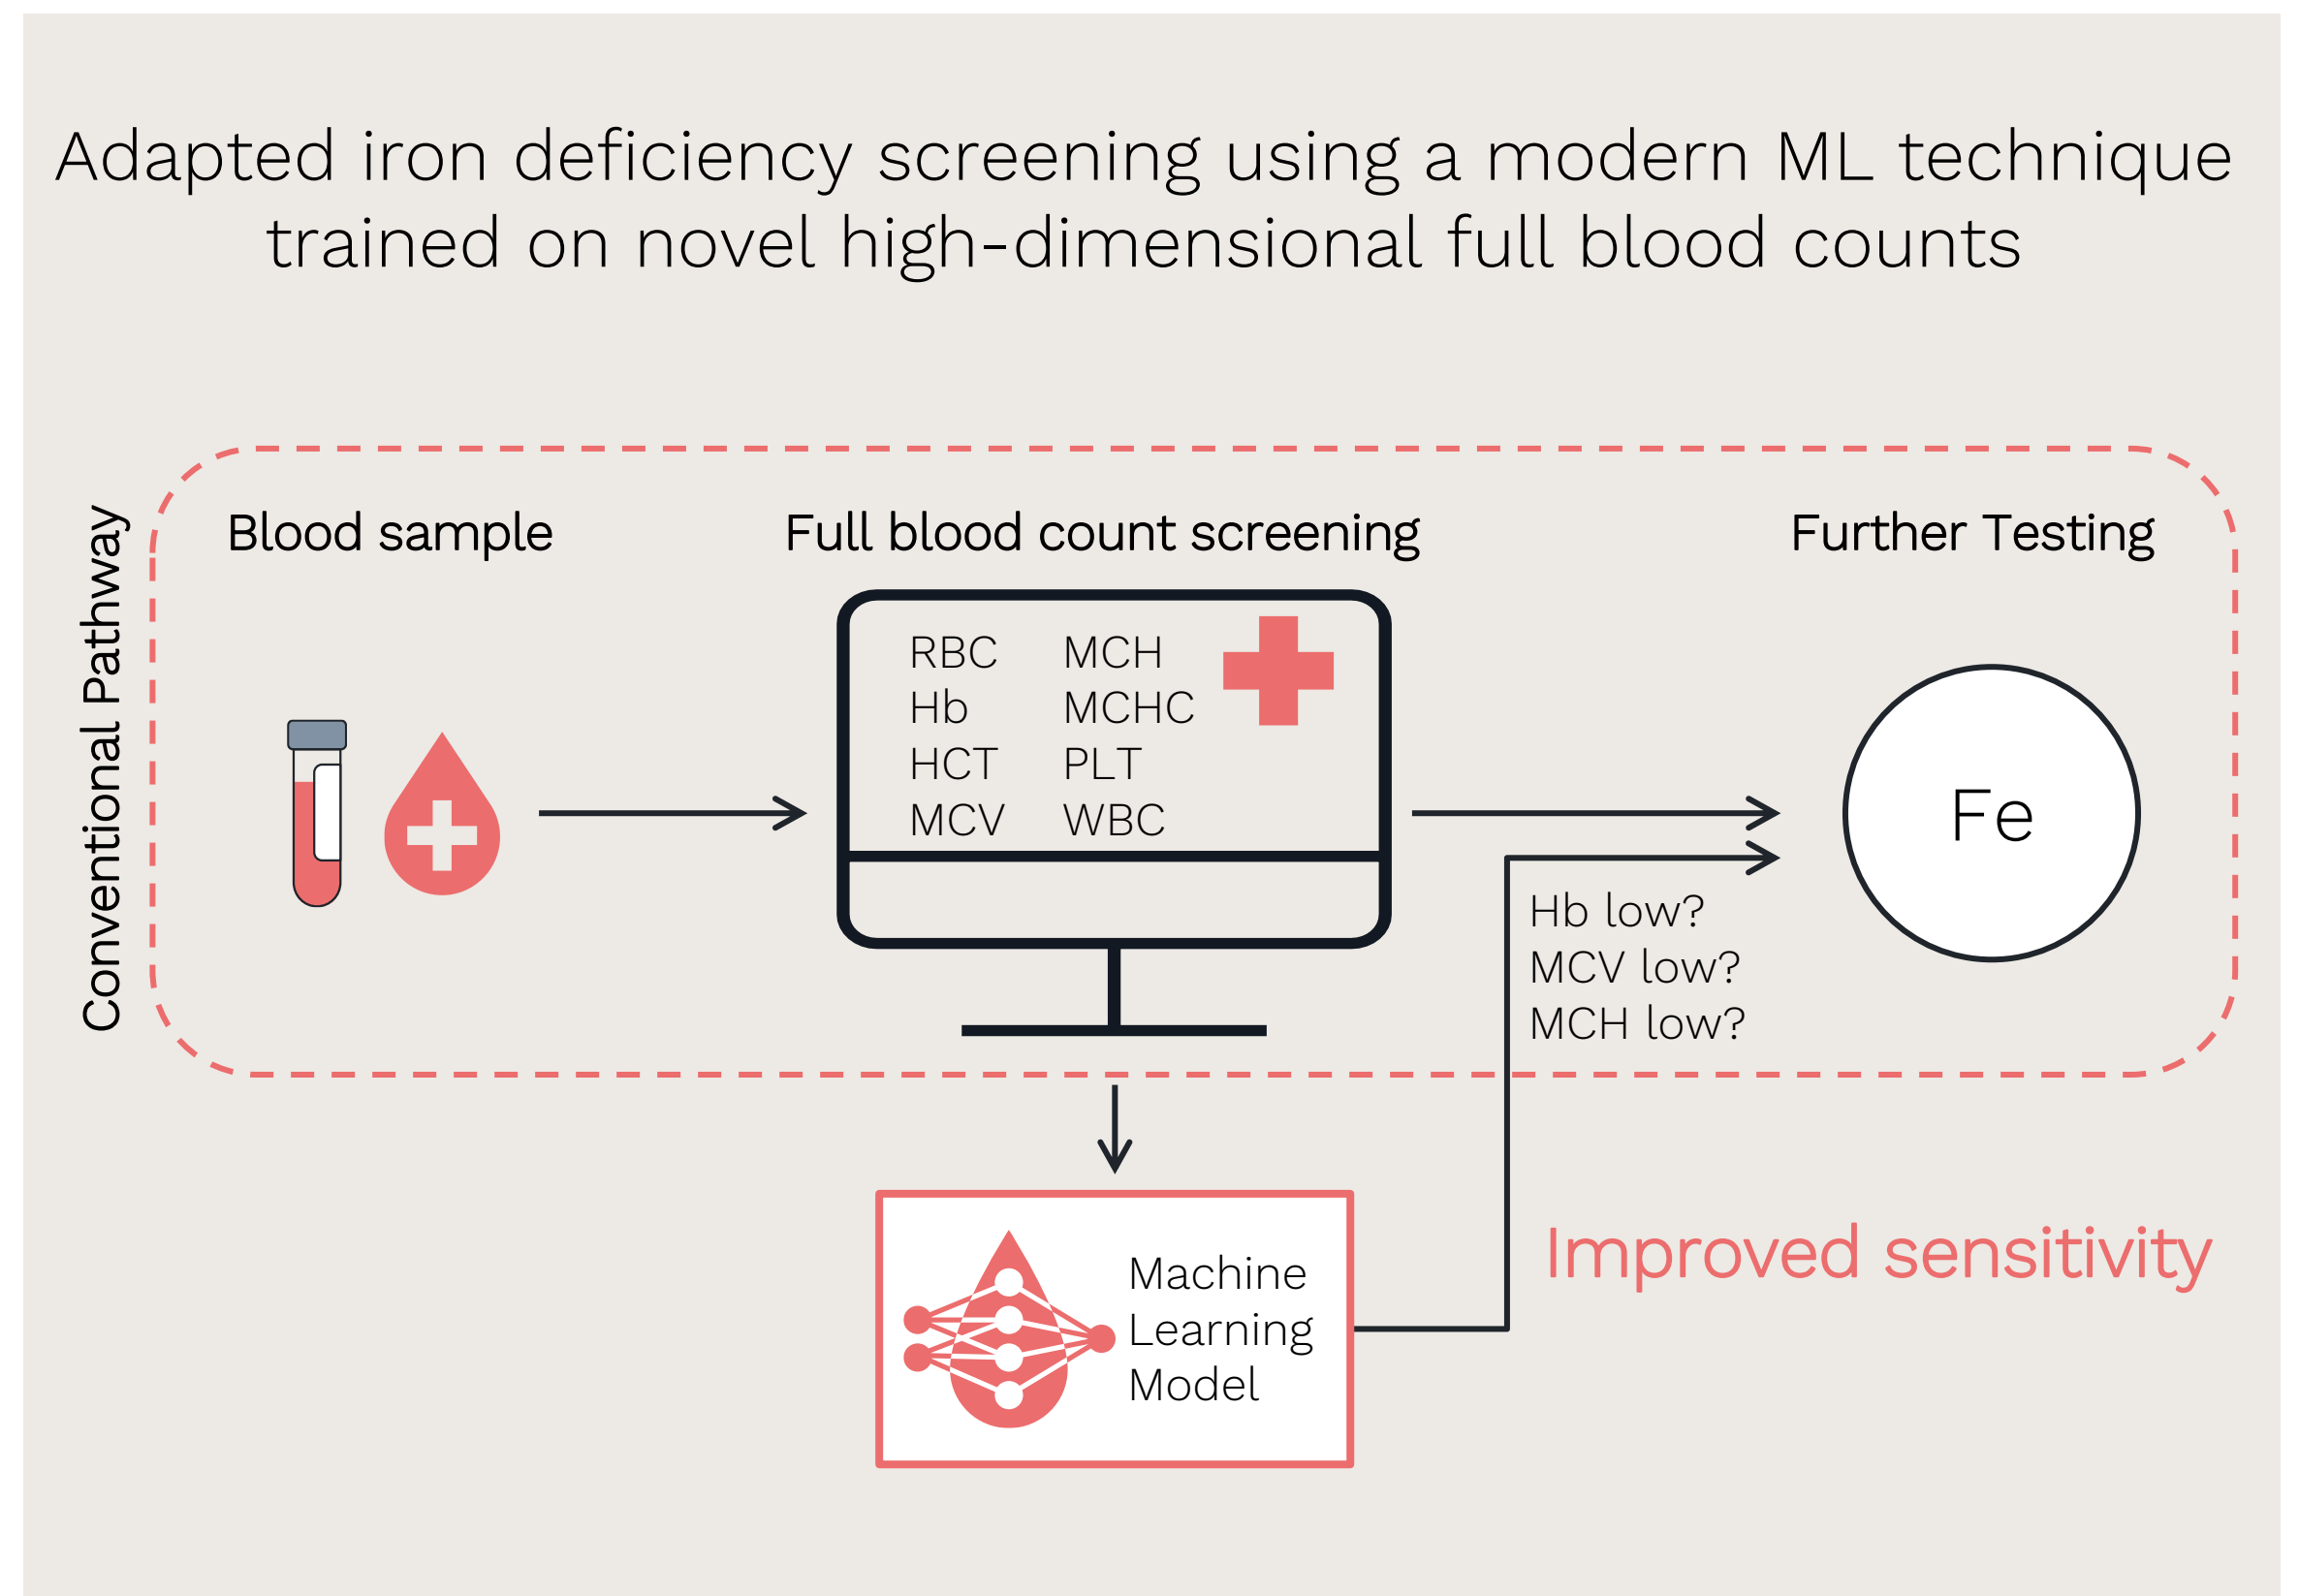 Adapted iron deficiency screening using a modern ML technique
trained on novel high-dimensional full blood counts
Conventional Pathway
Blood sample
Full blood count screening
Further Testing
RBC MCH
Hb MCHC
HCT PLT
MCV WBC
Fe
Hb low?
MCV low?
MCH low?
Machine
Learning
Model
Improved sensitivity